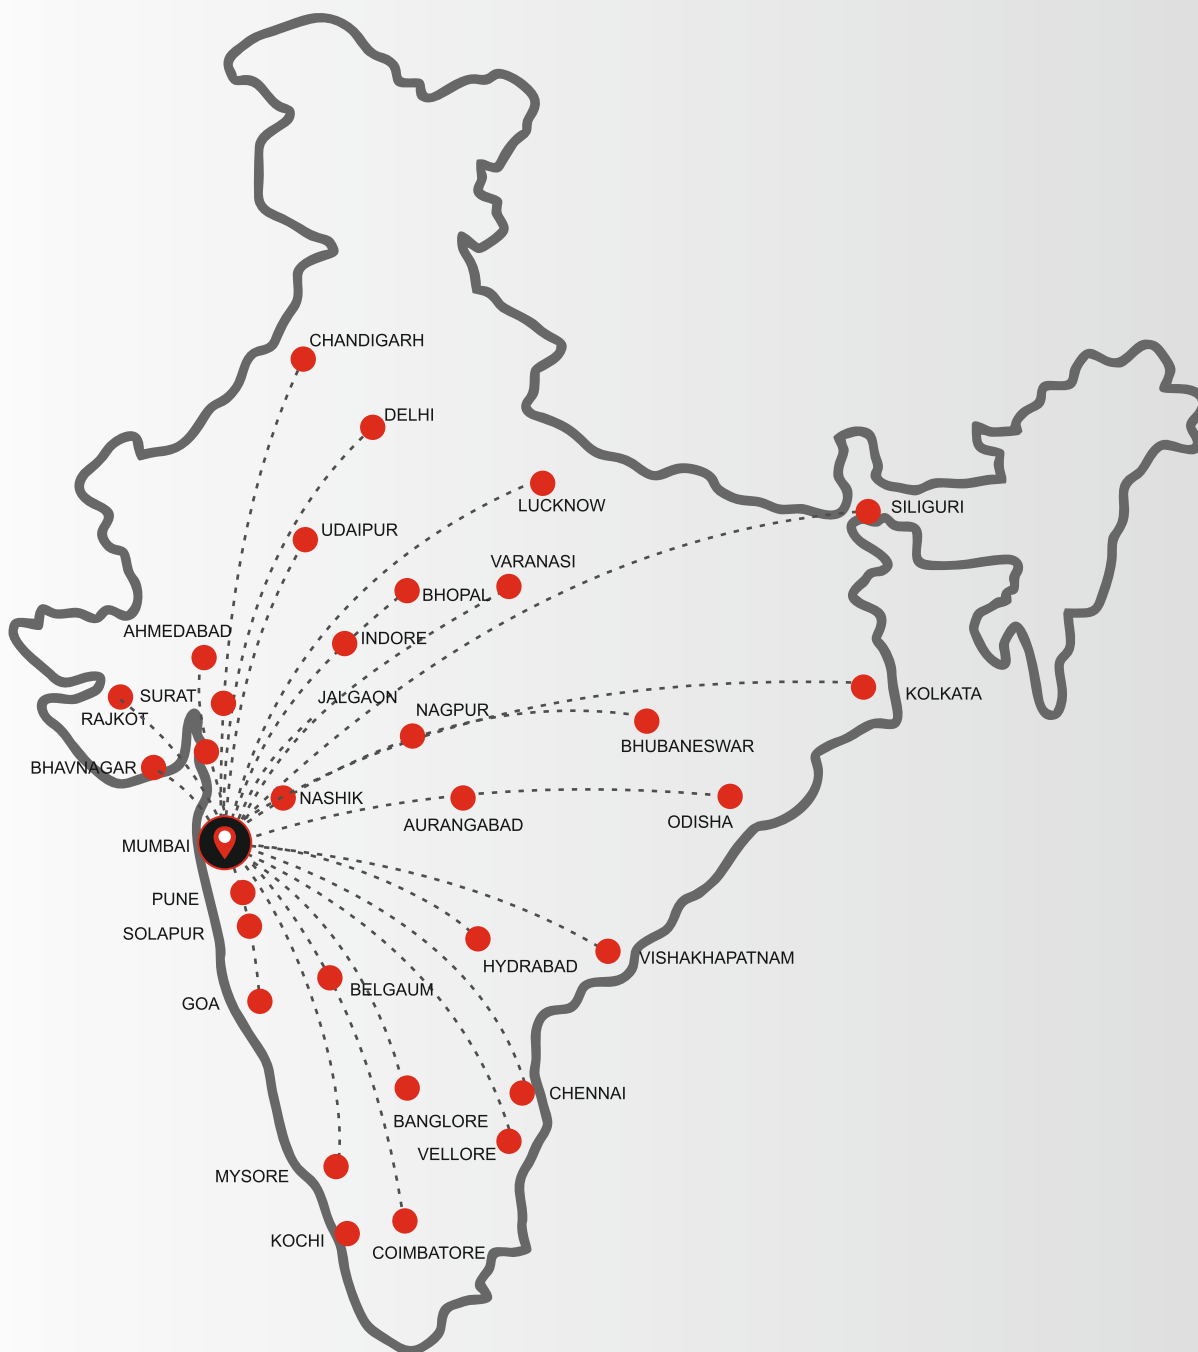 CHANDIGARH
DELHI
LUCKNOW
SILIGURI
UDAIPUR
VARANASI
BHOPAL
AHMEDABAD
INDORE
SURAT
JALGAON
KOLKATA
RAJKOT
NAGPUR
BHUBANESWAR
BHAVNAGAR
NASHIK
AURANGABAD
ODISHA
MUMBAI
PUNE
SOLAPUR
HYDRABAD
VISHAKHAPATNAM
BELGAUM
GOA
CHENNAI
BANGLORE
VELLORE
MYSORE
KOCHI
COIMBATORE